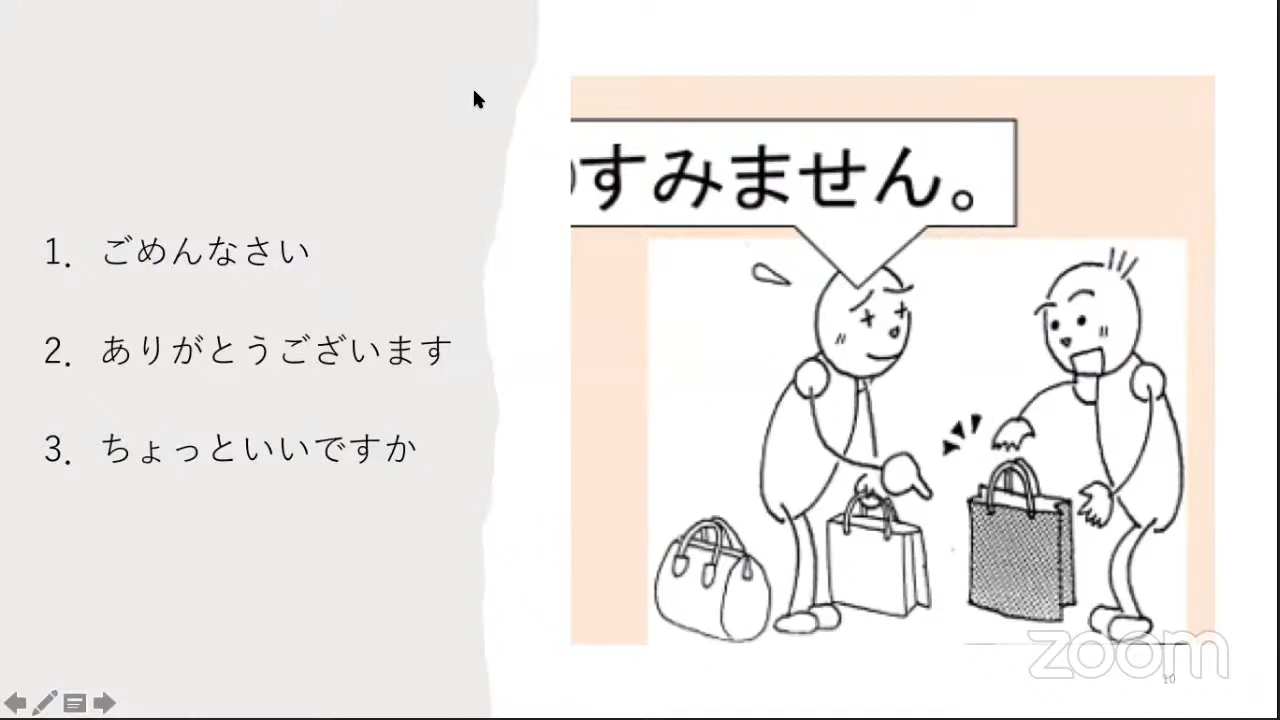 1. ごめんなさい
2. ありがとうございます
3. ちょっといいですか
すみません。
zoom
10